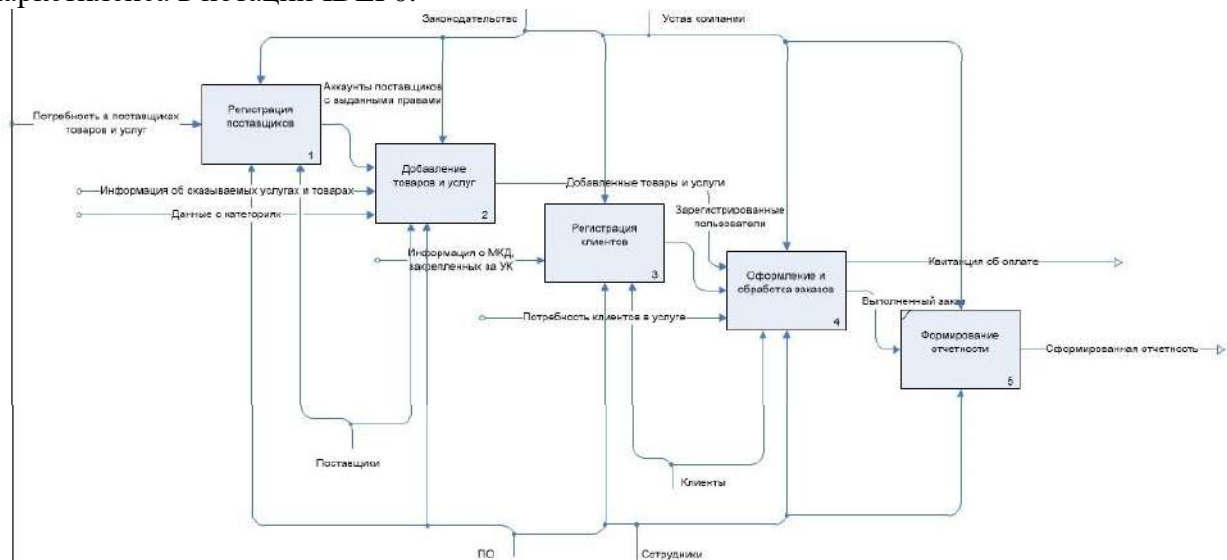 Законодательство
Устав компании
Аккаунты поставщиков
с выданными правами
Регистрация
поставщиков
1
Потребность в поставщиках
товаров и услуг
Добавление
товаров и услуг
2
Информация об оказываемых услугах и товарах
Данные о категориях
Добавленные товары и услуги
Зарегистрированные
пользователи
Регистрация
клиентов
3
Информация о МКД,
закрепленных за УК
Оформление и
обработка заказов
4
Квитанция об оплате
Выполненный заказ
Потребность клиентов в услуге
Формирование
отчетности
5
Сформированная отчетность
Поставщики
Клиенты
ПО
Сотрудники